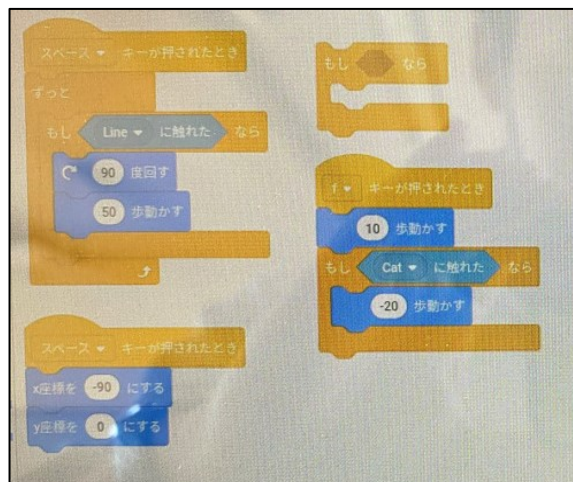 スペース キーが押されたとき
ずっと
もし Line に触れた なら
90 度回す
50 歩動かす
スペース キーが押されたとき
x座標を -90 にする
y座標を 0 にする
もし なら
f キーが押されたとき
10 歩動かす
もし Cat に触れた なら
-20 歩動かす